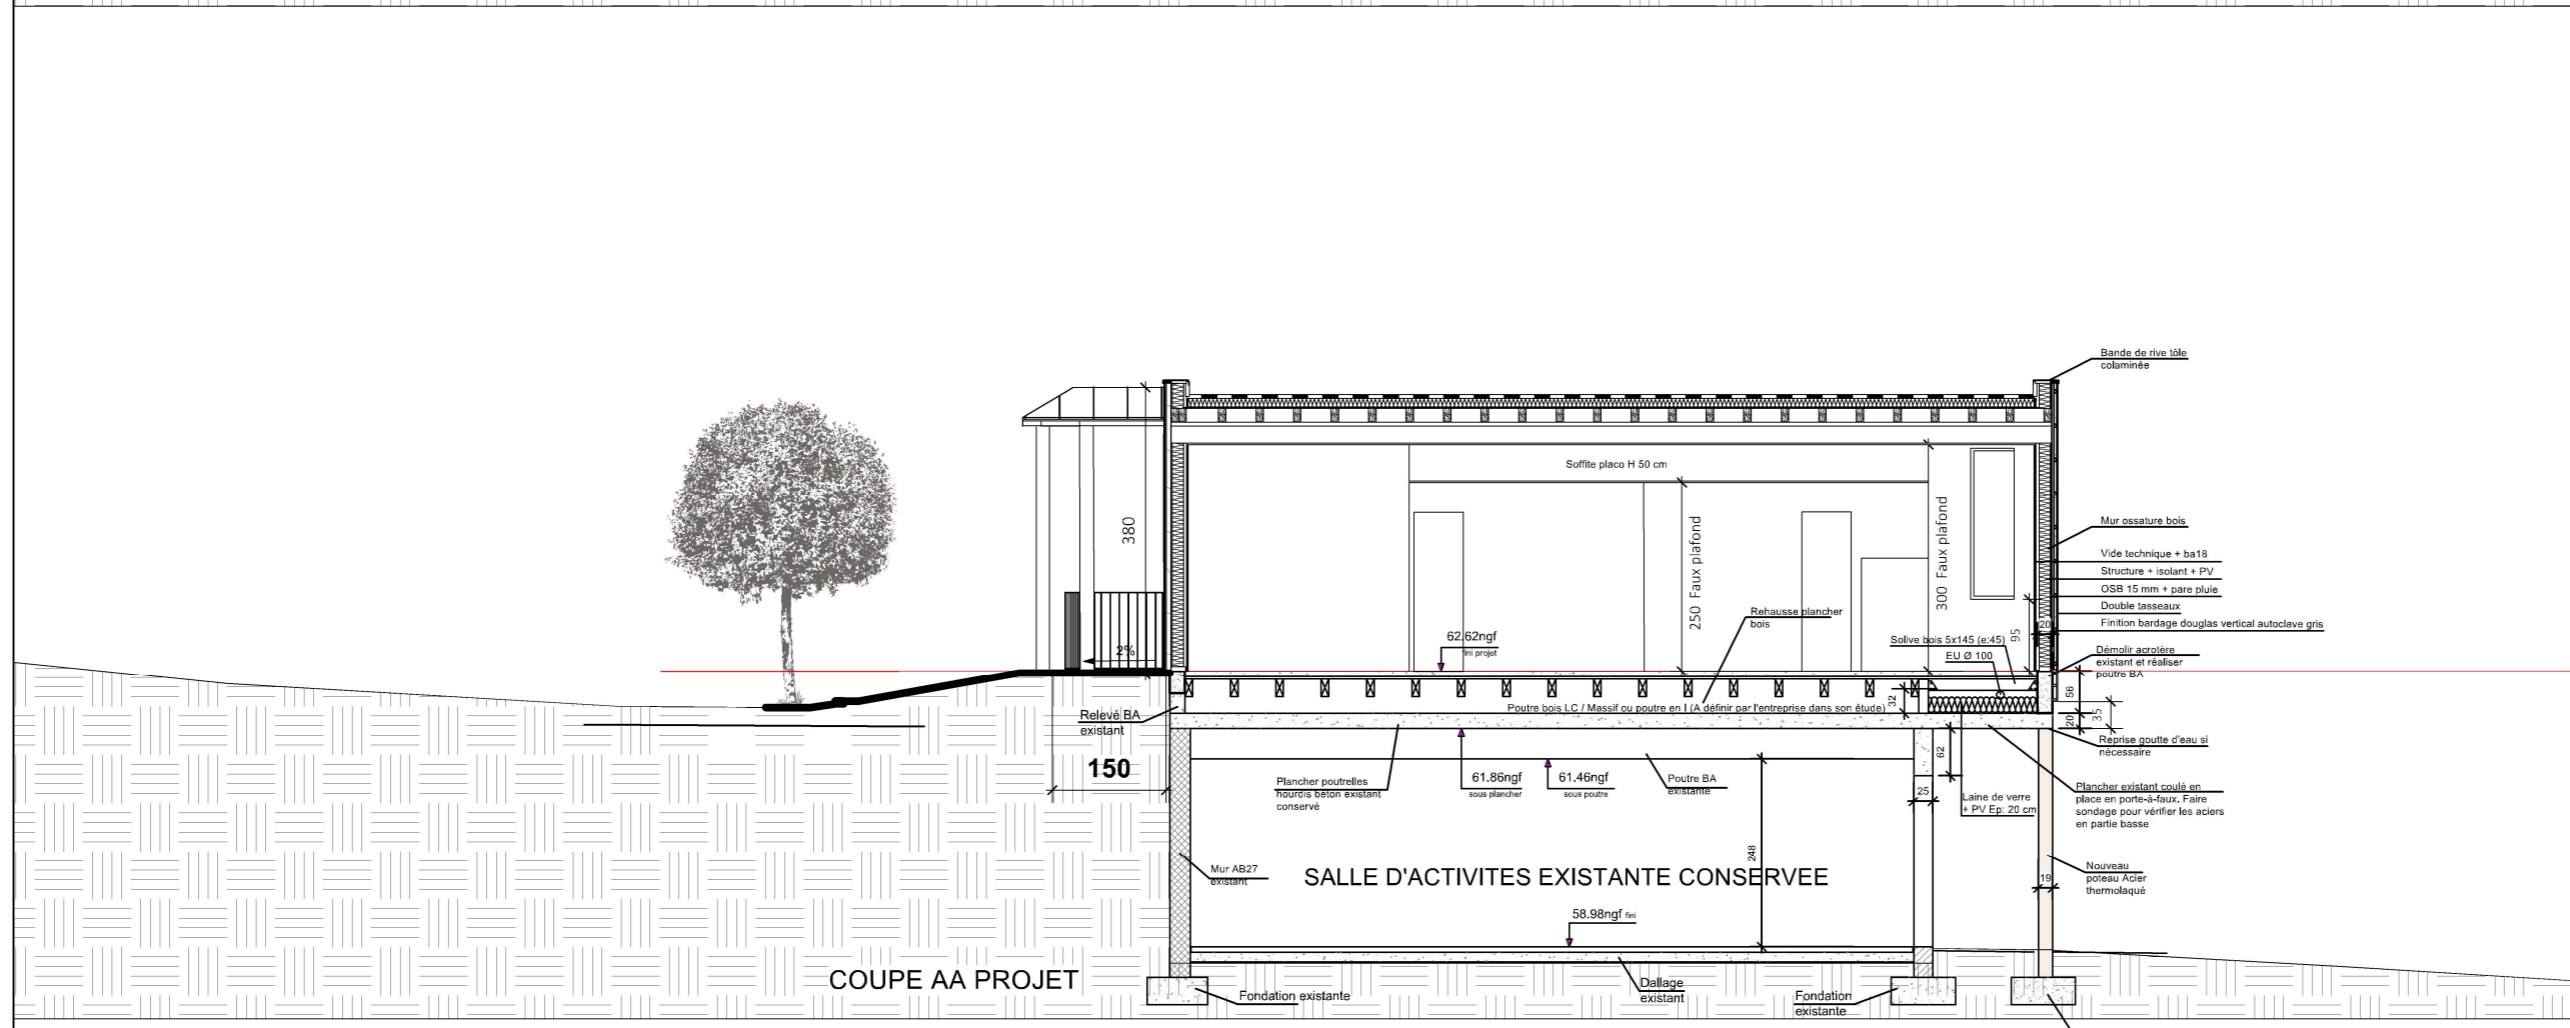 Bande de rive tôle
colaminée
Soffite placo H 50 cm
380
250 Faux plafond
300 Faux plafond
Mur ossature bois
Vide technique + ba18
Structure + isolant + PV
OSB 15 mm + pare pluie
Double tasseaux
Finition bardage douglas vertical autoclave gris
20
95
Rehausse plancher
bois
62.62ngf
fini projet
Solive bois 5x145 (e:45)
EU Ø 100
2%
Démolir acrotère
existant et réaliser
poutre BA
56
32
35
20
Relevé BA
existant
Poutre bois LC / Massif ou poutre en I (A définir par l'entreprise dans son étude)
Reprise goutte d'eau si
nécessaire
62
150
Plancher poutrelles
hourdis béton existant
conservé
61.86ngf
sous plancher
61.46ngf
sous poutre
Poutre BA
existante
25
Laine de verre
+ PV Ep: 20 cm
Plancher existant coulé en
place en porte-à-faux. Faire
sondage pour vérifier les aciers
en partie basse
248
Mur AB27
existant
SALLE D'ACTIVITES EXISTANTE CONSERVEE
19
Nouveau
poteau Acier
thermolaqué
58.98ngf fini
COUPE AA PROJET
Fondation existante
Dallage
existant
Fondation
existante